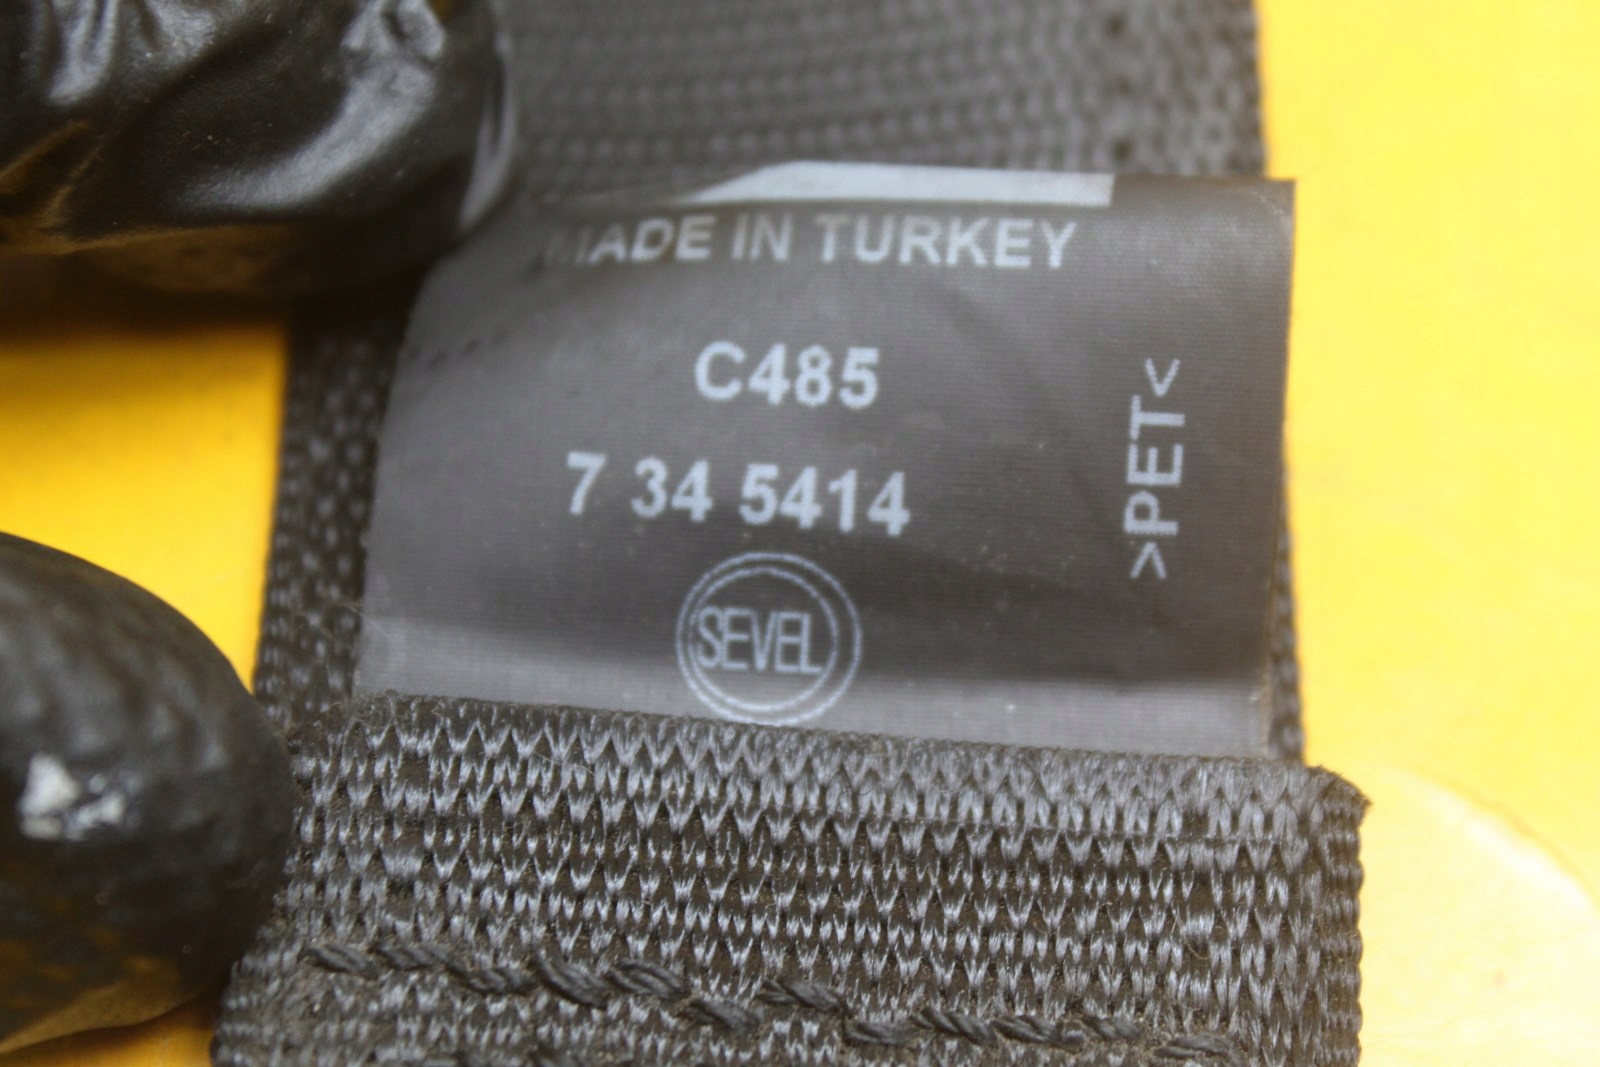 MADE IN TURKEY
C485
7 34 5414
>PET<
SEVEL